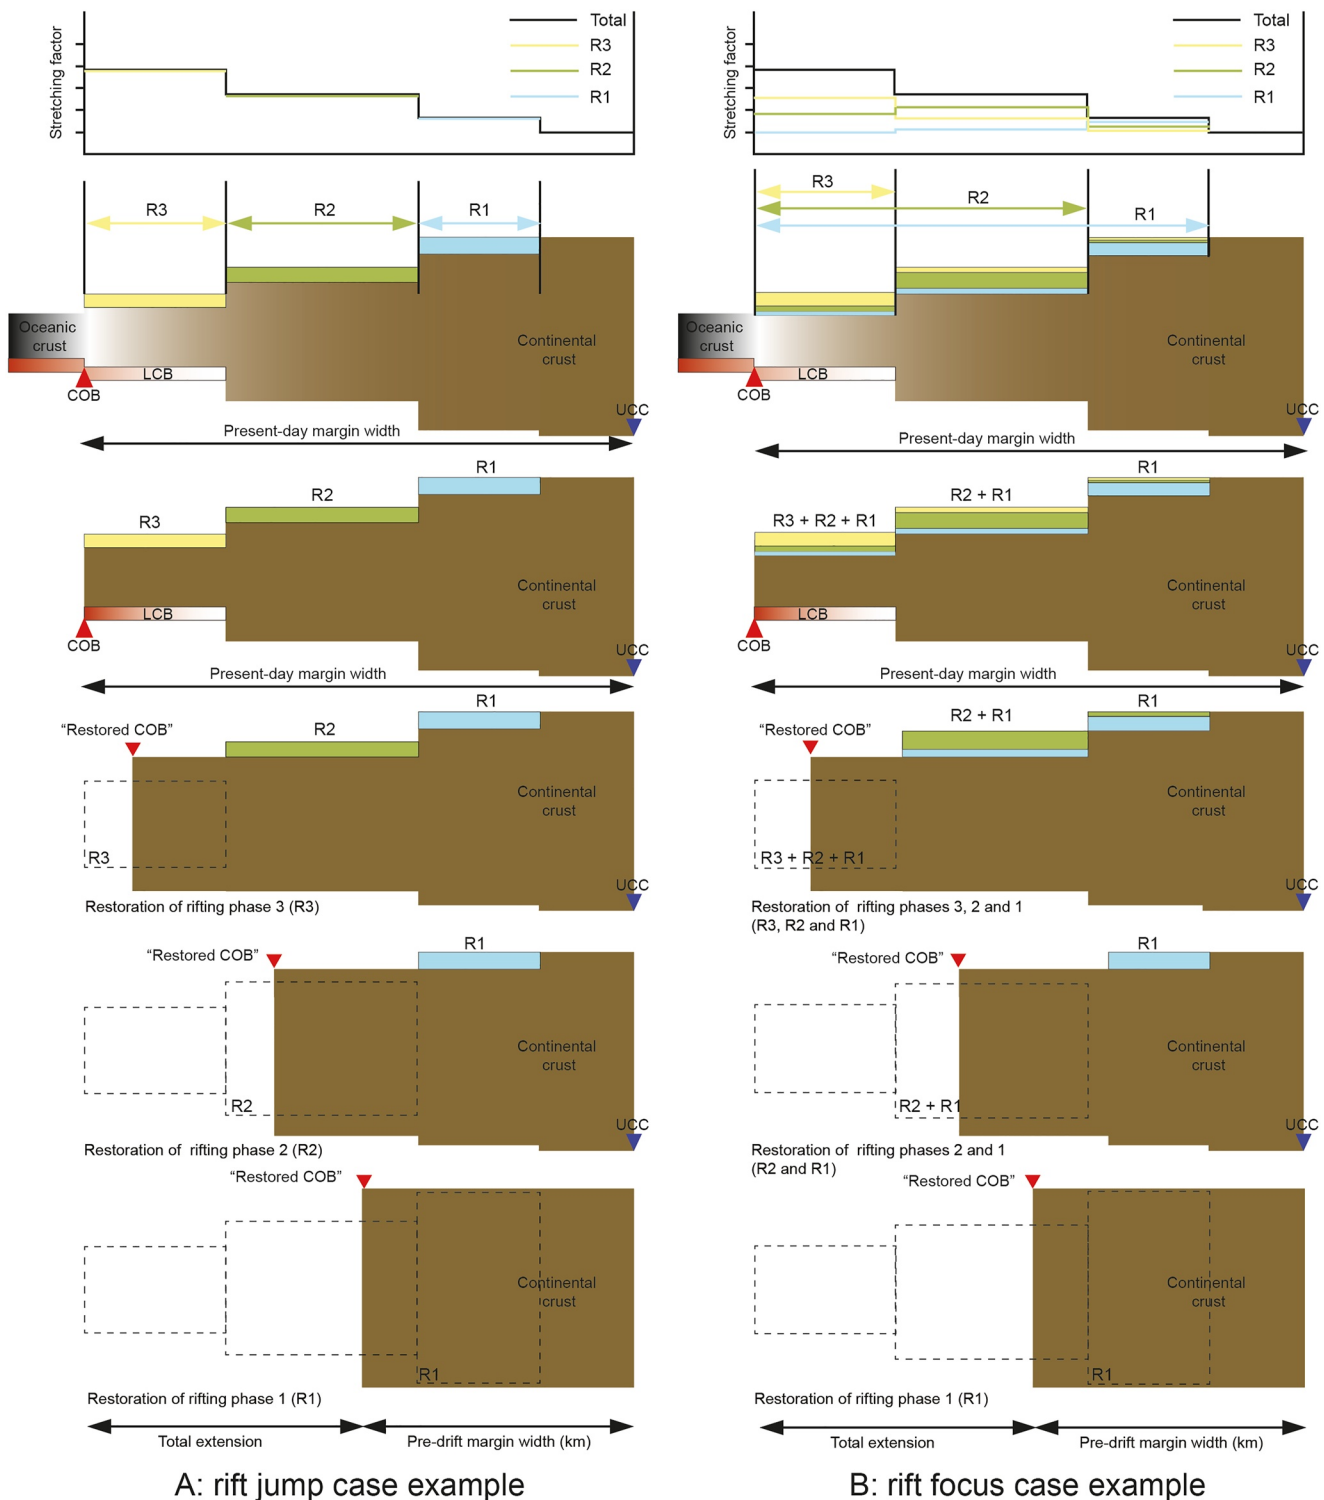 Stretching factor
Total
R3
R2
R1
R3
R2
R1
Oceanic
crust
LCB
COB
Continental
crust
UCC
Present-day margin width
R3
R2
R1
Continental
crust
LCB
COB
UCC
Present-day margin width
"Restored COB"
R2
R1
Continental
crust
R3
UCC
Restoration of rifting phase 3 (R3)
"Restored COB"
R1
Continental
crust
R2
UCC
Restoration of rifting phase 2 (R2)
"Restored COB"
Continental
crust
R1
Restoration of rifting phase 1 (R1)
Total extension
Pre-drift margin width (km)
A: rift jump case example
Stretching factor
Total
R3
R2
R1
R3
R2
R1
Oceanic
crust
LCB
COB
Continental
crust
UCC
Present-day margin width
R3 + R2 + R1
R2 + R1
R1
Continental
crust
LCB
COB
UCC
Present-day margin width
"Restored COB"
R2 + R1
R1
Continental
crust
R3 + R2 + R1
UCC
Restoration of rifting phases 3, 2 and 1
(R3, R2 and R1)
"Restored COB"
R1
Continental
crust
R2 + R1
UCC
Restoration of rifting phases 2 and 1
(R2 and R1)
"Restored COB"
Continental
crust
R1
Restoration of rifting phase 1 (R1)
Total extension
Pre-drift margin width (km)
B: rift focus case example